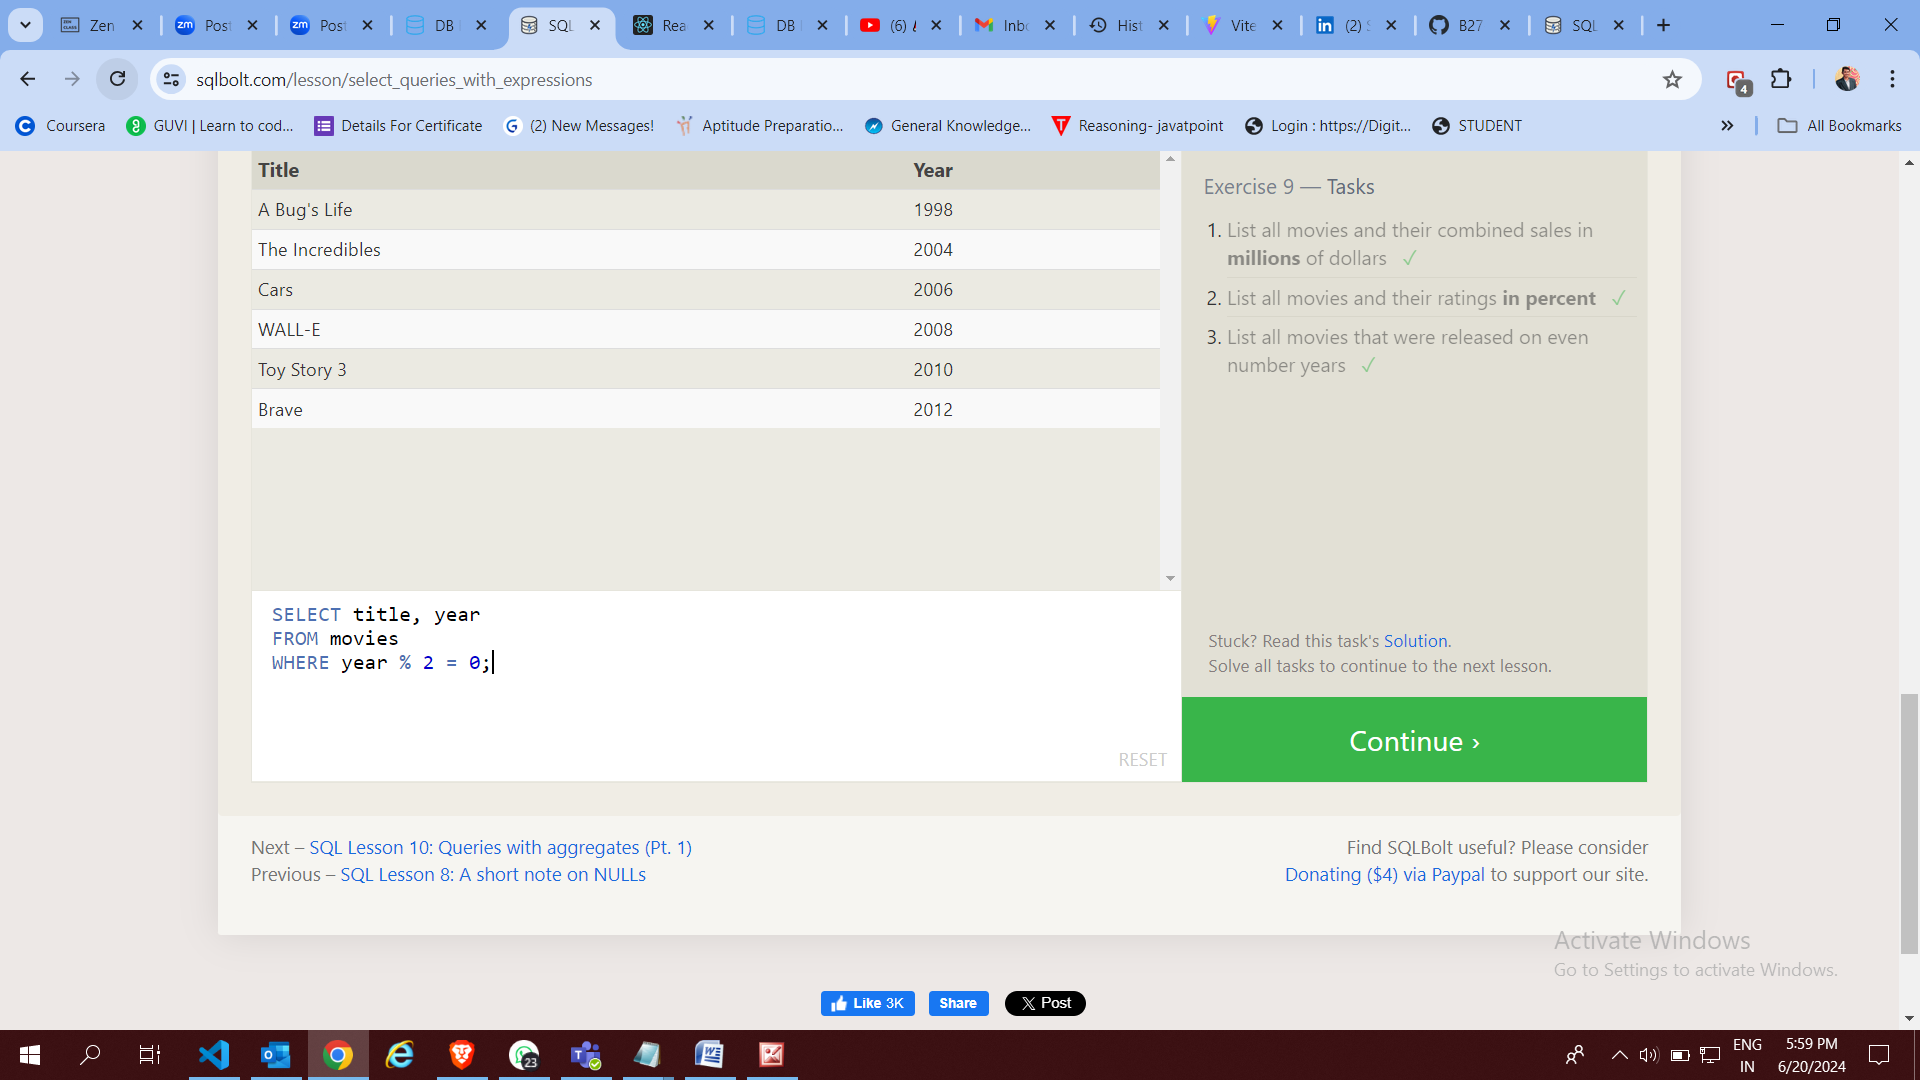 Zen
Post
Post
DB
SQL
Rea
DB
(6)
Inbo
Hist
Vite
(2) S
B27
SQL
sqlbolt.com/lesson/select_queries_with_expressions
4
Coursera
GUVI | Learn to cod...
Details For Certificate
(2) New Messages!
Aptitude Preparatio...
General Knowledge...
Reasoning- javatpoint
Login : https://Digit...
STUDENT
All Bookmarks
Title Year
A Bug's Life 1998
The Incredibles 2004
Cars 2006
WALL-E 2008
Toy Story 3 2010
Brave 2012
Exercise 9 — Tasks
1. List all movies and their combined sales in
millions of dollars ✓
2. List all movies and their ratings in percent ✓
3. List all movies that were released on even
number years ✓
SELECT title, year
FROM movies
WHERE year % 2 = 0;
RESET
Stuck? Read this task's Solution.
Solve all tasks to continue to the next lesson.
Continue ›
Next – SQL Lesson 10: Queries with aggregates (Pt. 1)
Previous – SQL Lesson 8: A short note on NULLs
Find SQLBolt useful? Please consider
Donating ($4) via Paypal to support our site.
Activate Windows
Go to Settings to activate Windows.
Like 3K
Share
X Post
23
ENG
IN
5:59 PM
6/20/2024